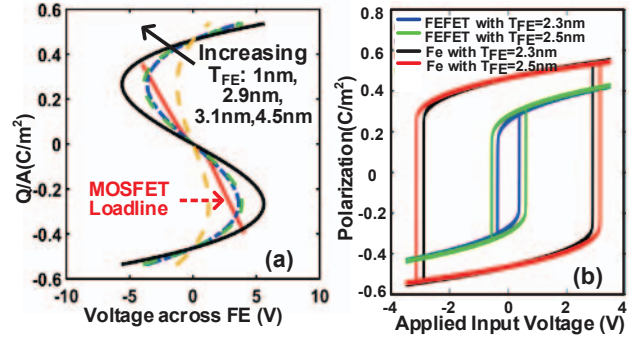 Q/A(C/m²)
0.6
0.4
0.2
0
-0.2
-0.4
0.6
Increasing
T_FE: 1nm,
2.9nm,
3.1nm,4.5nm
MOSFET
Loadline
(a)
-10
-5
0
5
10
Voltage across FE (V)
Polarization(C/m²)
0.6
0.4
0.2
0
-0.2
-0.4
-0.6
FEFET with T_FE=2.3nm
FEFET with T_FE=2.5nm
Fe with T_FE=2.3nm
Fe with T_FE=2.5nm
(b)
-4
-2
0
2
4
Applied Input Voltage (V)